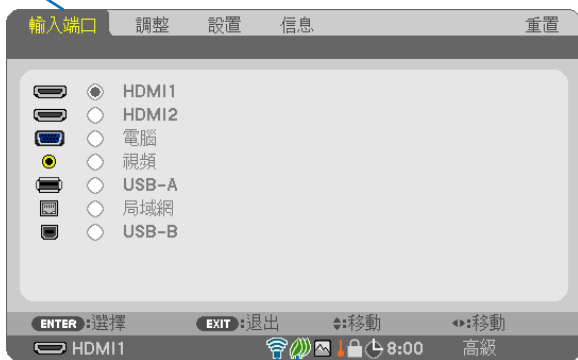 輸入端口 調整 設置 信息 重置
HDMI1
HDMI2
電腦
視頻
USB-A
局域網
USB-B
ENTER :選擇 EXIT :退出 :移動 :移動
HDMI1 8:00 高級